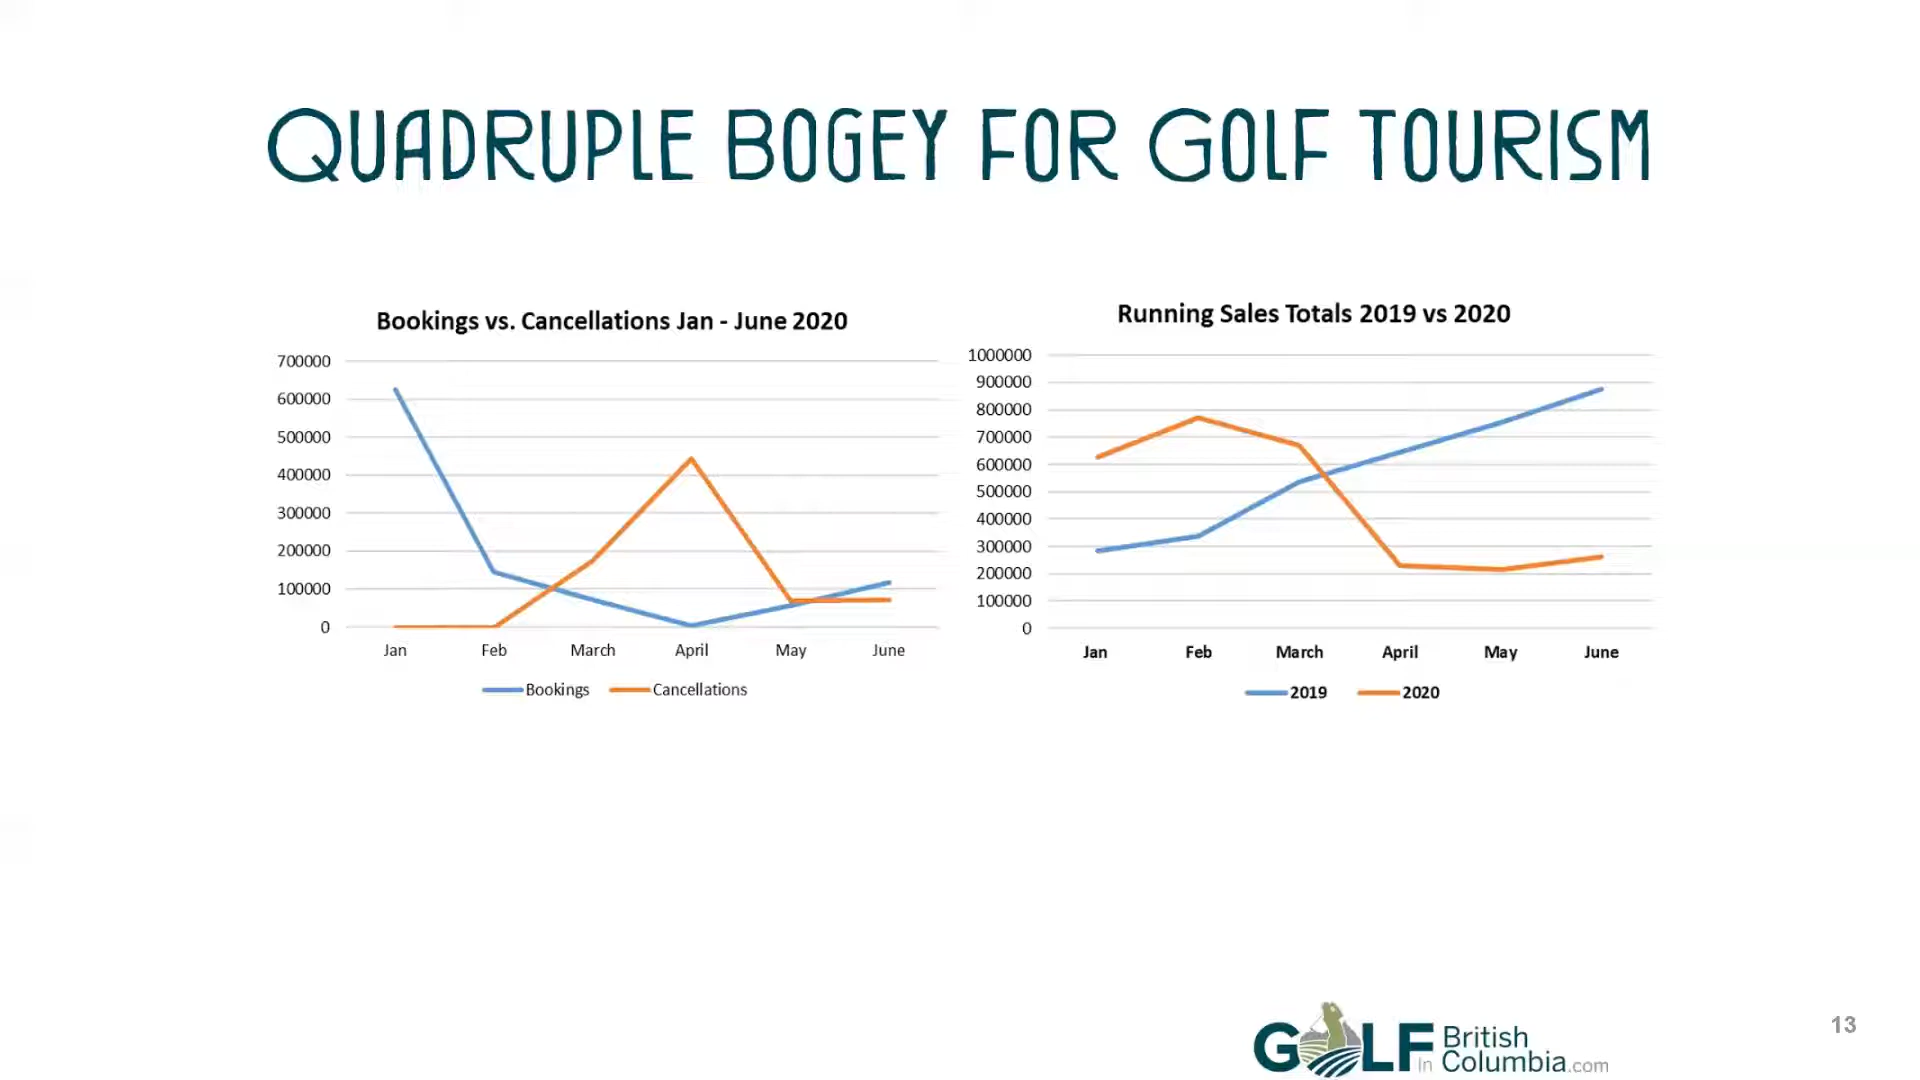 QUADRUPLE BOGEY FOR GOLF TOURISM
Bookings vs. Cancellations Jan - June 2020
700000
600000
500000
400000
300000
200000
100000
0
Jan Feb March April May June
Bookings Cancellations
Running Sales Totals 2019 vs 2020
1000000
900000
800000
700000
600000
500000
400000
300000
200000
100000
0
Jan Feb March April May June
2019 2020
GOLF In British
Columbia.com
13